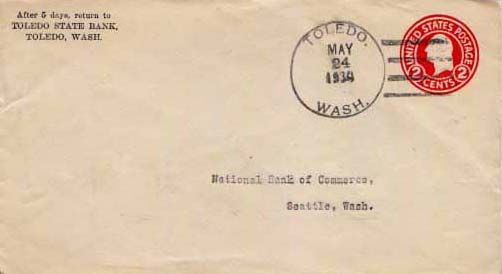 After 5 days, return to
TOLEDO STATE BANK,
TOLEDO, WASH.
TOLEDO.
MAY
24
WASH.
UNITED STATES POSTAGE
2 CENTS 2
National Bank of Commerce,
Seattle, Wash.